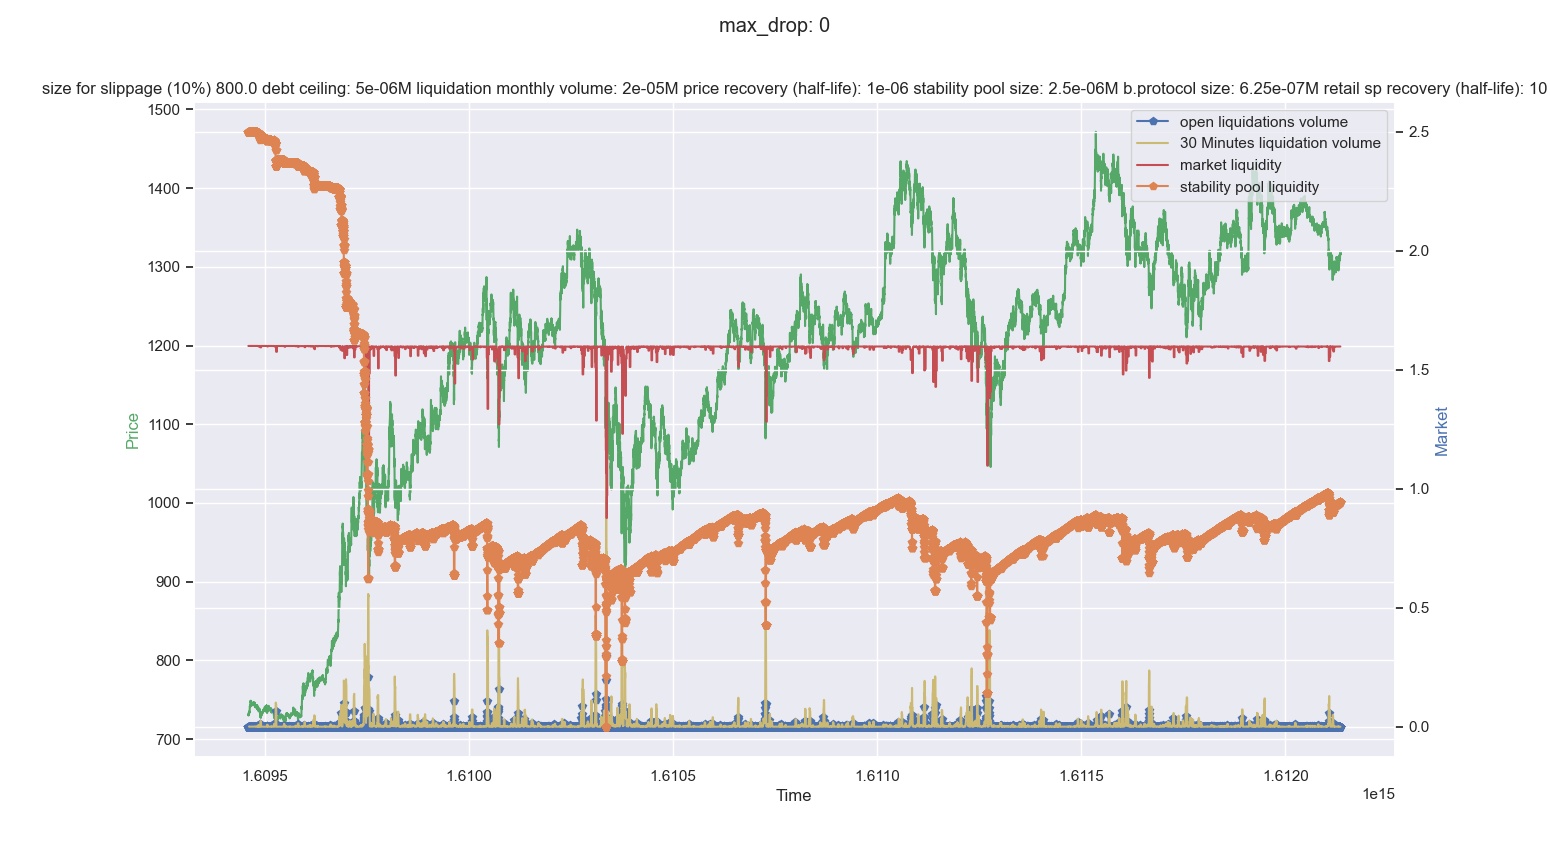 max_drop: 0
size for slippage (10%) 800.0 debt ceiling: 5e-06M liquidation monthly volume: 2e-05M price recovery (half-life): 1e-06 stability pool size: 2.5e-06M b.protocol size: 6.25e-07M retail sp recovery (half-life): 10
open liquidations volume
30 Minutes liquidation volume
market liquidity
stability pool liquidity
1500
1400
1300
1200
1100
1000
900
800
700
Price
2.5
2.0
1.5
1.0
0.5
0.0
Market
1.6095 1.6100 1.6105 1.6110 1.6115 1.6120
Time
1e15